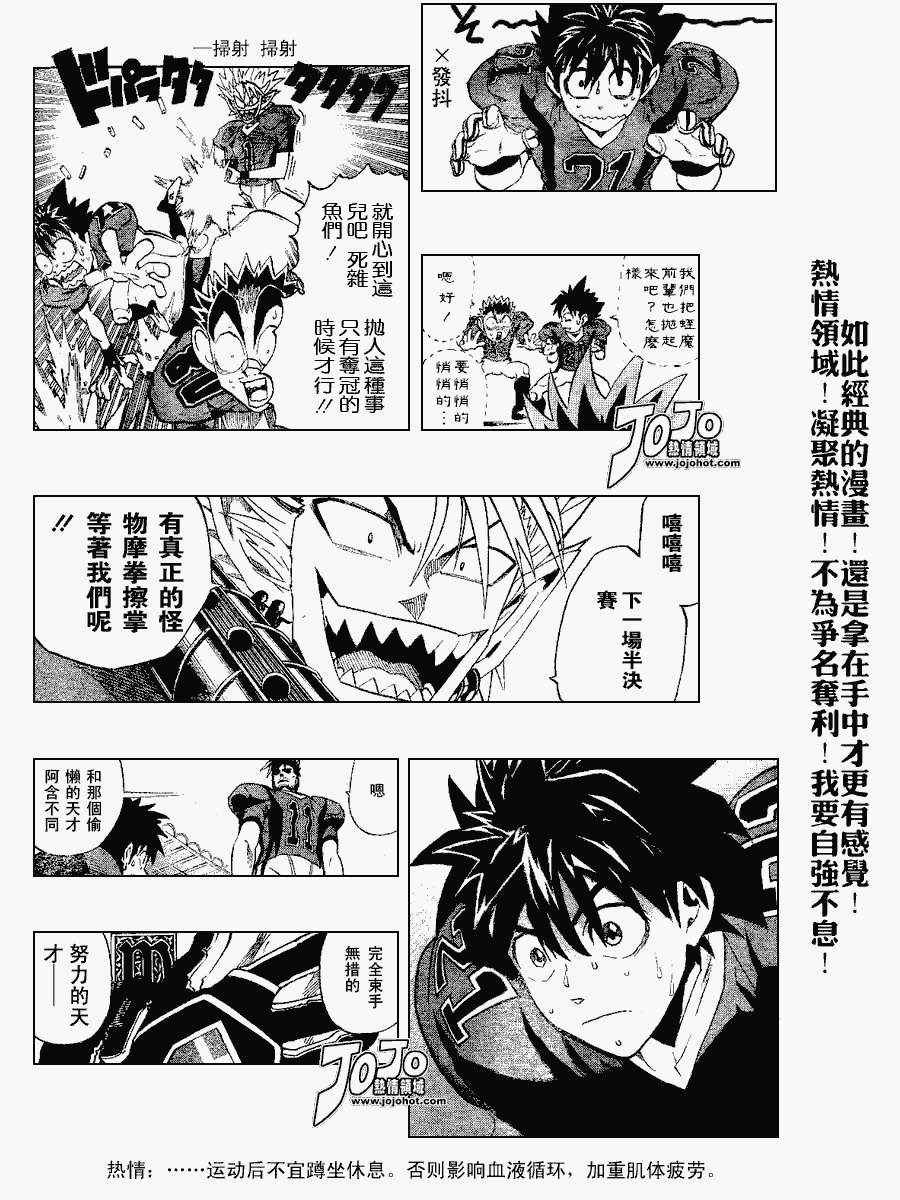 ×發抖
21
—掃射 掃射
ドパラタタ
タタタタ
就開心到這
兒吧 死雜
魚們！
拋人這種事
只有奪冠的
時候才行!!
我們把蛭魔
前輩也拋起
來吧？怎麼
樣
嗯 好！
要悄悄的
悄悄的…
JOJO
熱情領域
www.jojohot.com
嘻嘻嘻
下一場半決
賽
有真正的怪
物摩拳擦掌
等著我們呢
!!
嗯
11
和那個偷
懶的天才
阿含不同
21
完全束手
無措的
努力的天
才——
JOJO
熱情領域
www.jojohot.com
如此經典的漫畫！還是拿在手中才更有感覺！
熱情領域！凝聚熱情！不為爭名奪利！我要自強不息！
热情：……运动后不宜蹲坐休息。否则影响血液循环，加重肌体疲劳。